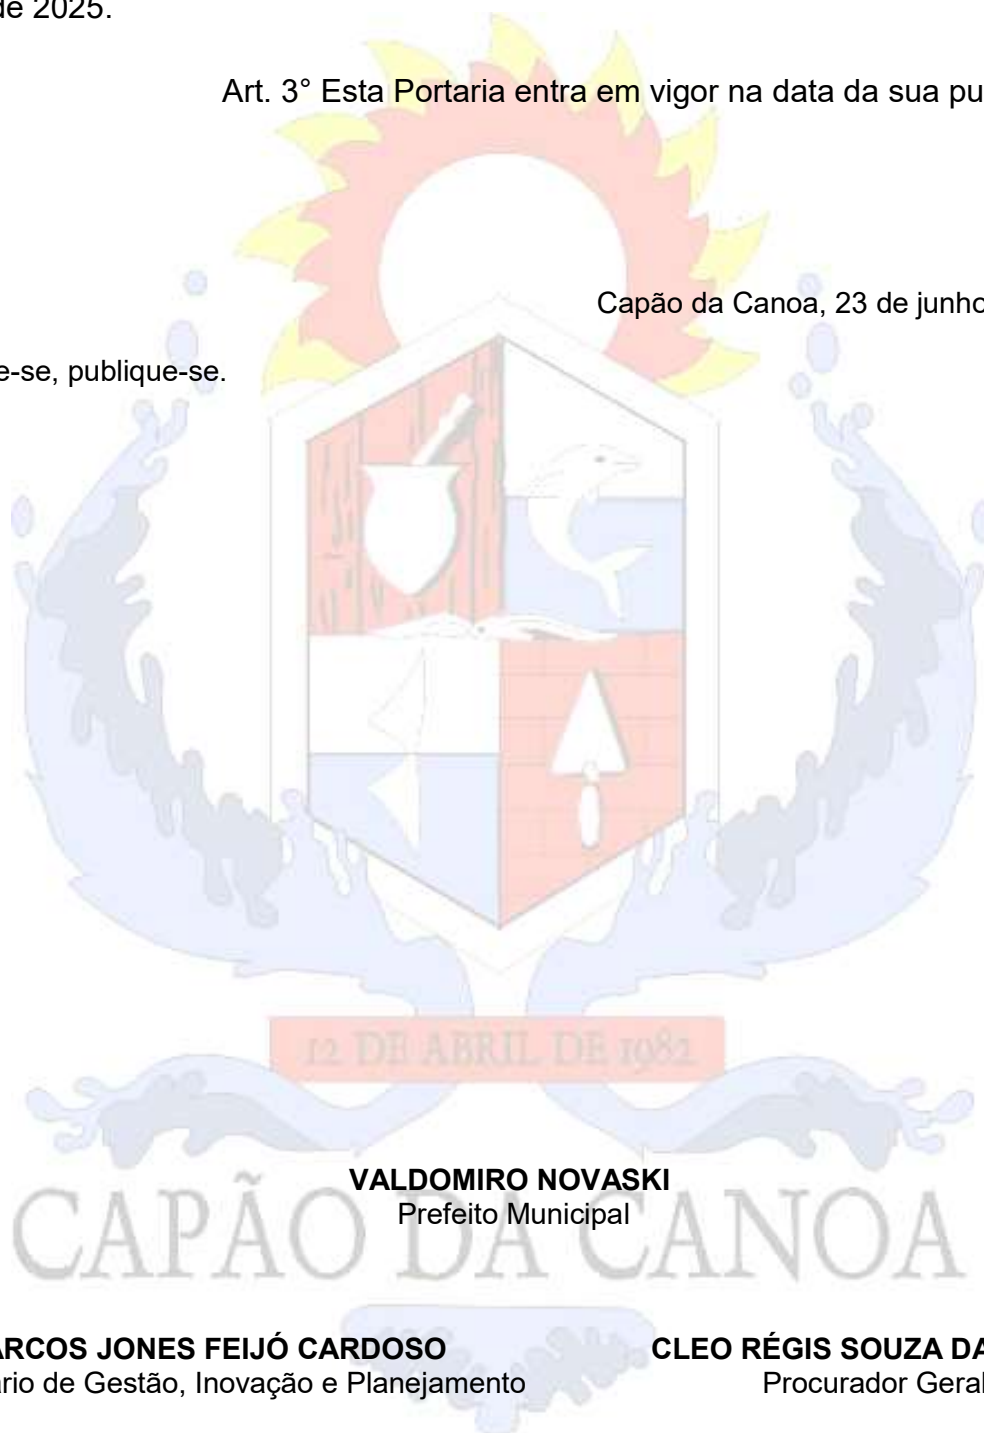 de 2025.
Art. 3° Esta Portaria entra em vigor na data da sua pu
Capão da Canoa, 23 de junho
e-se, publique-se.
12 DE ABRIL DE 1982
VALDOMIRO NOVASKI
Prefeito Municipal
CAPÃO DA CANOA
ARCOS JONES FEIJÓ CARDOSO
CLEO RÉGIS SOUZA DA
ário de Gestão, Inovação e Planejamento
Procurador Geral